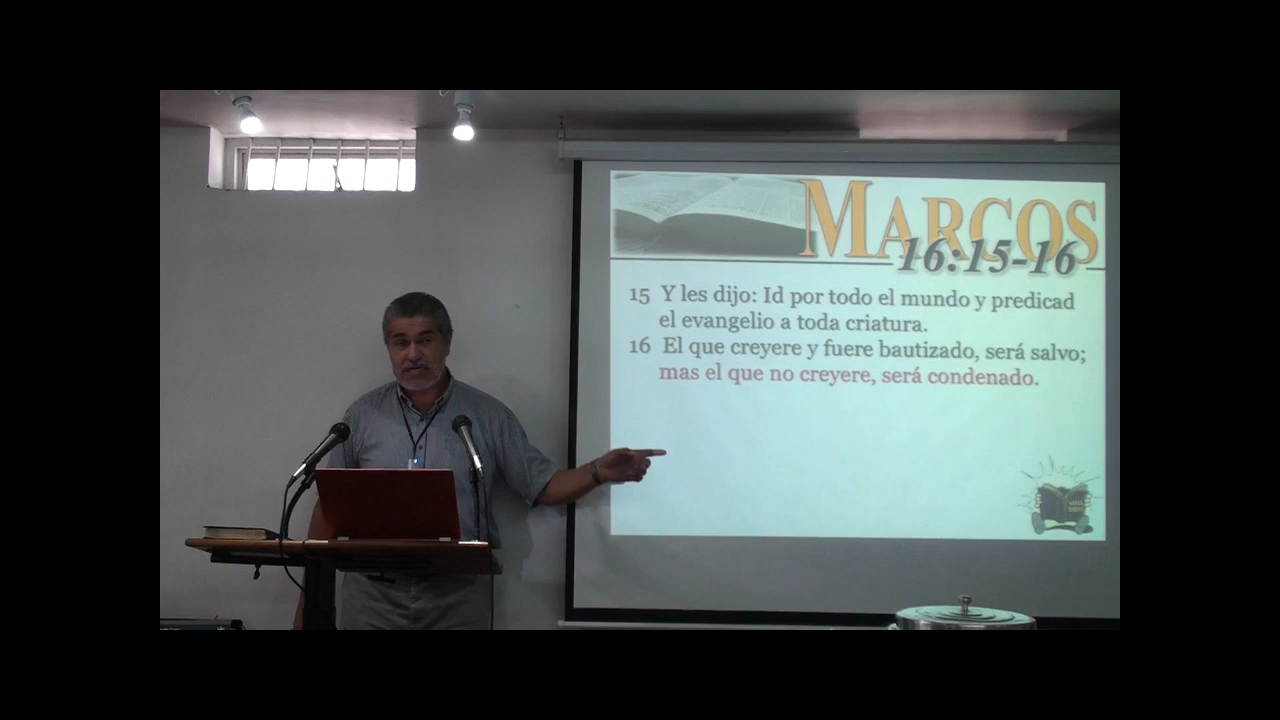 MARCOS
16:15-16
15 Y les dijo: Id por todo el mundo y predicad
el evangelio a toda criatura.
16 El que creyere y fuere bautizado, será salvo;
mas el que no creyere, será condenado.